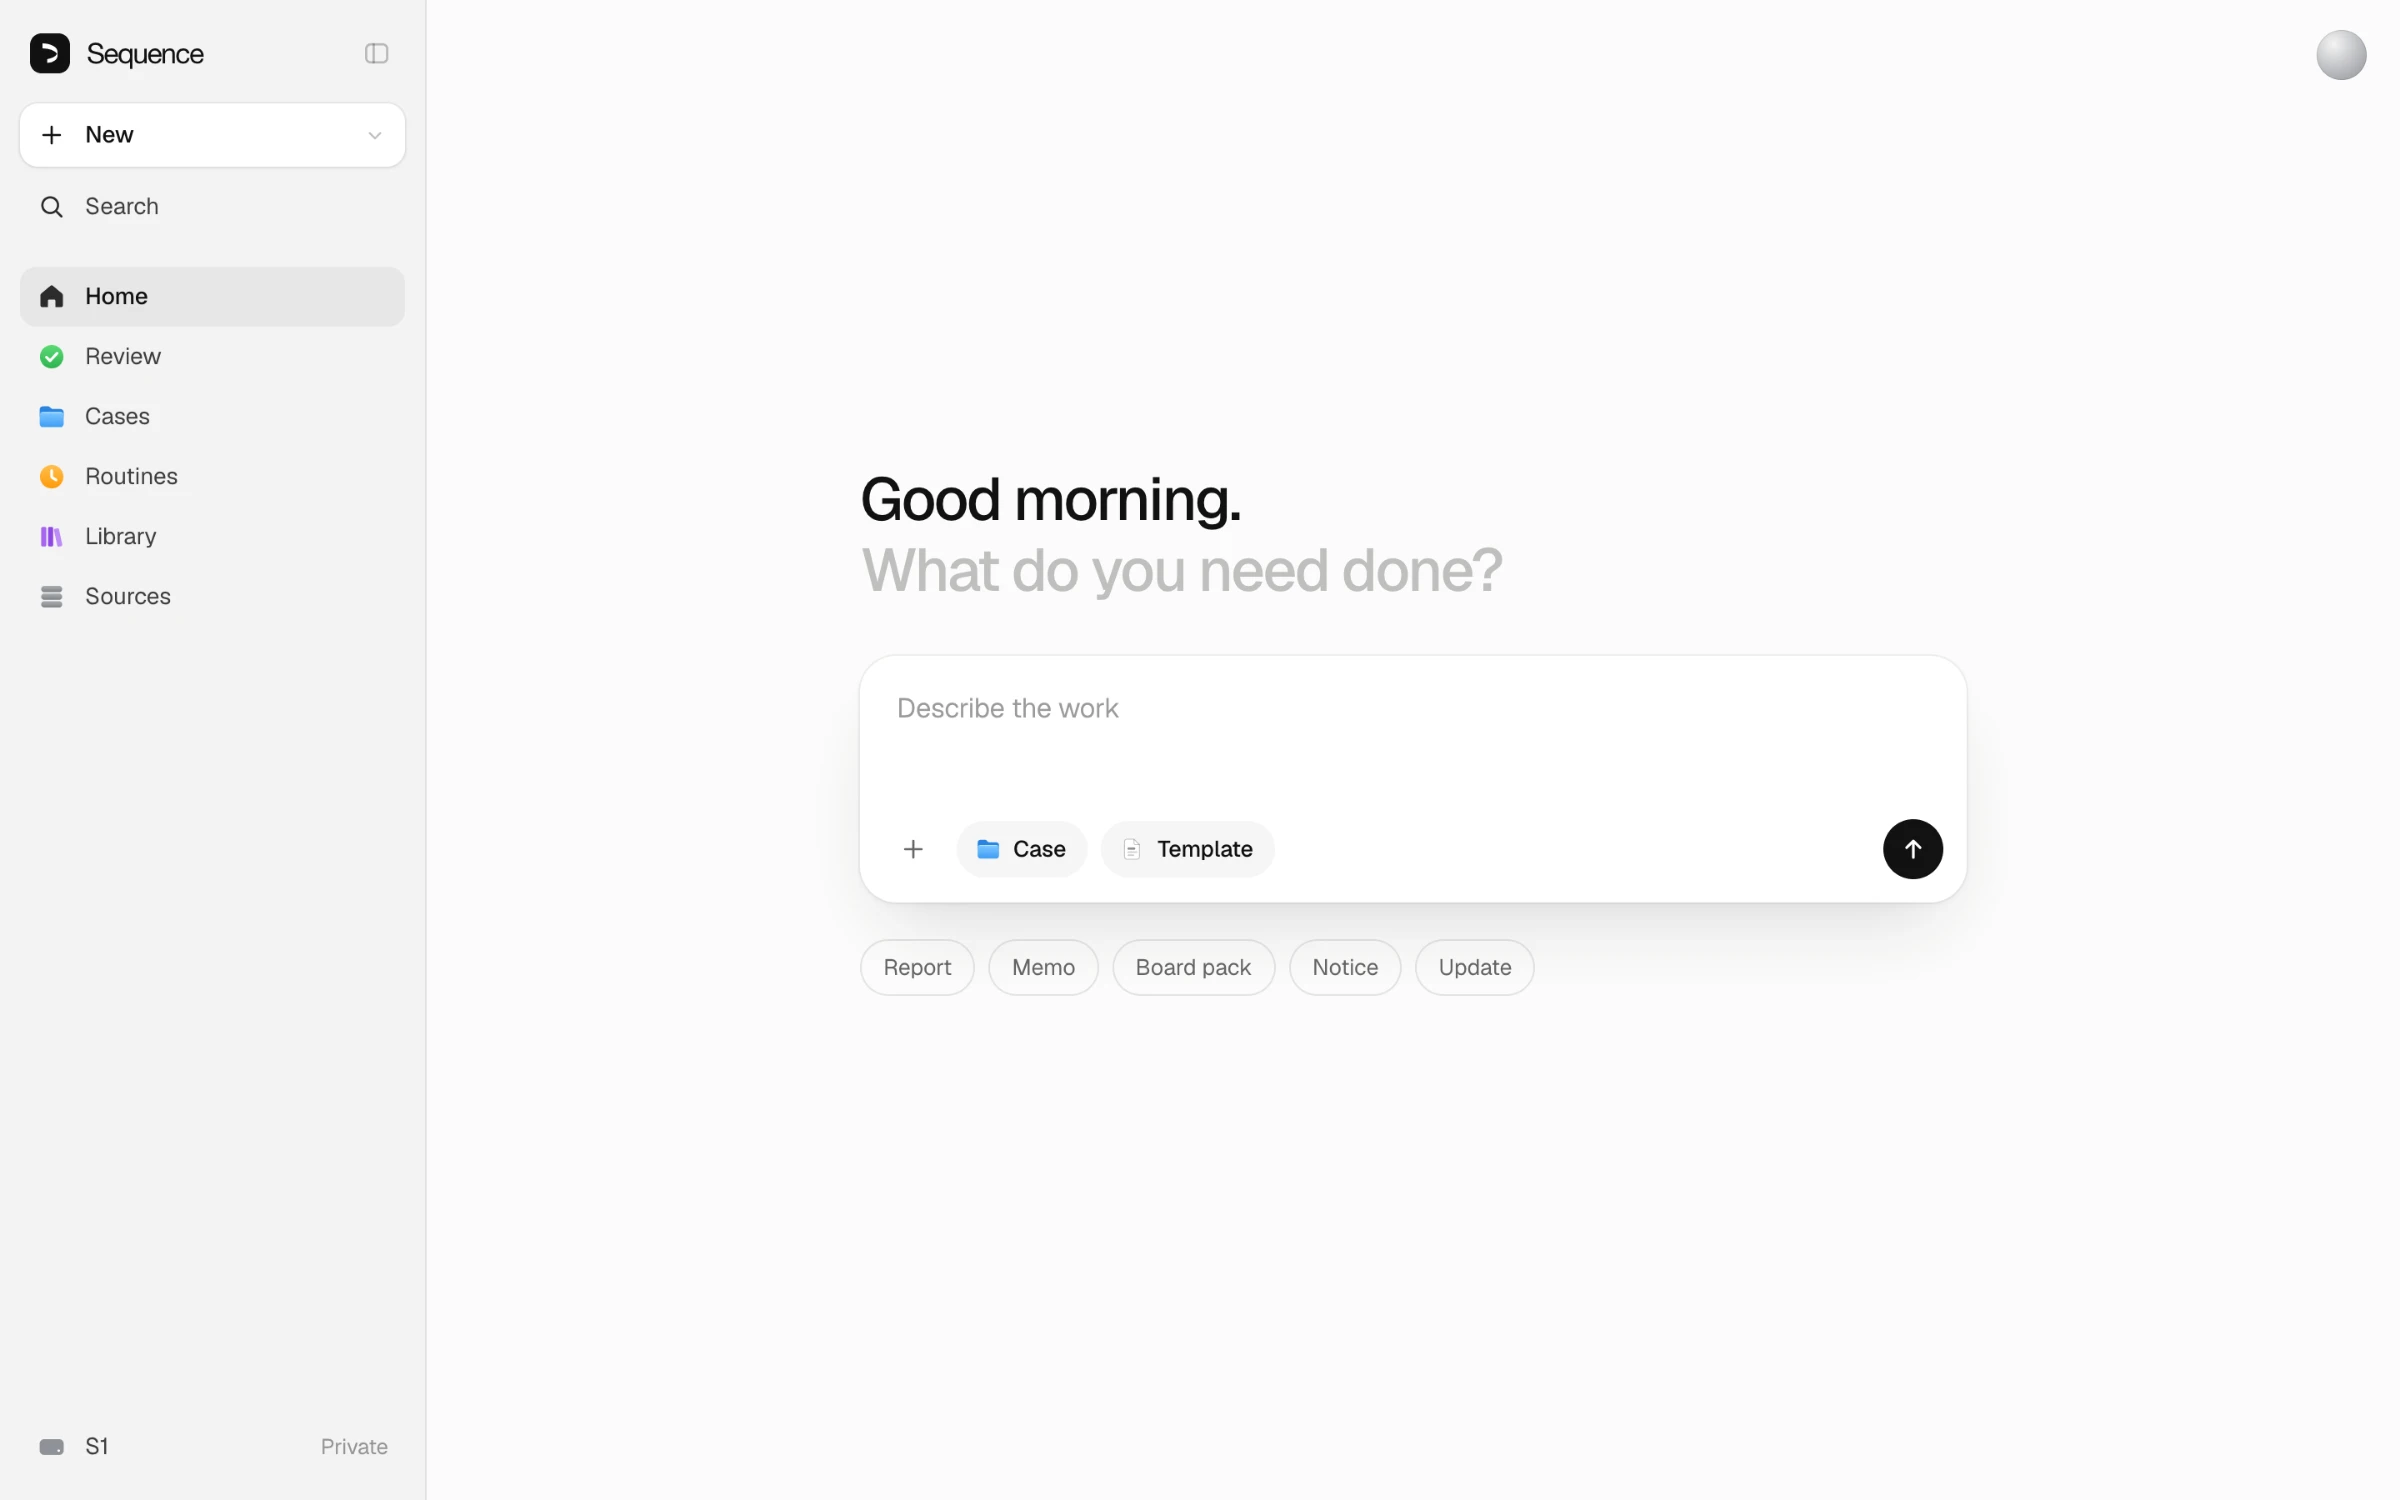 Sequence
New
Search
Home
Review
Cases
Routines
Library
Sources
S1 Private
Good morning.
What do you need done?
Describe the work
Case Template
Report Memo Board pack Notice Update